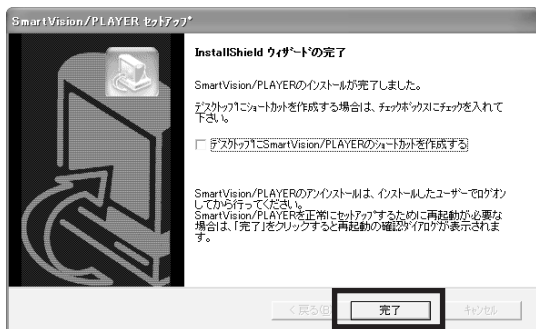 SmartVision/PLAYER ｾｯﾄｱｯﾌﾟ
InstallShield ｳｨｻﾞｰﾄﾞの完了
SmartVision/PLAYERのｲﾝｽﾄｰﾙが完了しました。
ﾃﾞｽｸﾄｯﾌﾟにｼｮｰﾄｶｯﾄを作成する場合は、ﾁｪｯｸﾎﾞｯｸｽにﾁｪｯｸを入れて
下さい。
ﾃﾞｽｸﾄｯﾌﾟにSmartVision/PLAYERのｼｮｰﾄｶｯﾄを作成する
SmartVision/PLAYERのｱﾝｲﾝｽﾄｰﾙは、ｲﾝｽﾄｰﾙしたﾕｰｻﾞｰでﾛｸﾞｵﾝ
してから行ってください。
SmartVision/PLAYERを正常にｾｯﾄｱｯﾌﾟするために再起動が必要な
場合は、「完了」をｸﾘｯｸすると再起動の確認ﾀﾞｲｱﾛｸﾞが表示されま
す。
< 戻る(B) 完了 ｷｬﾝｾﾙ